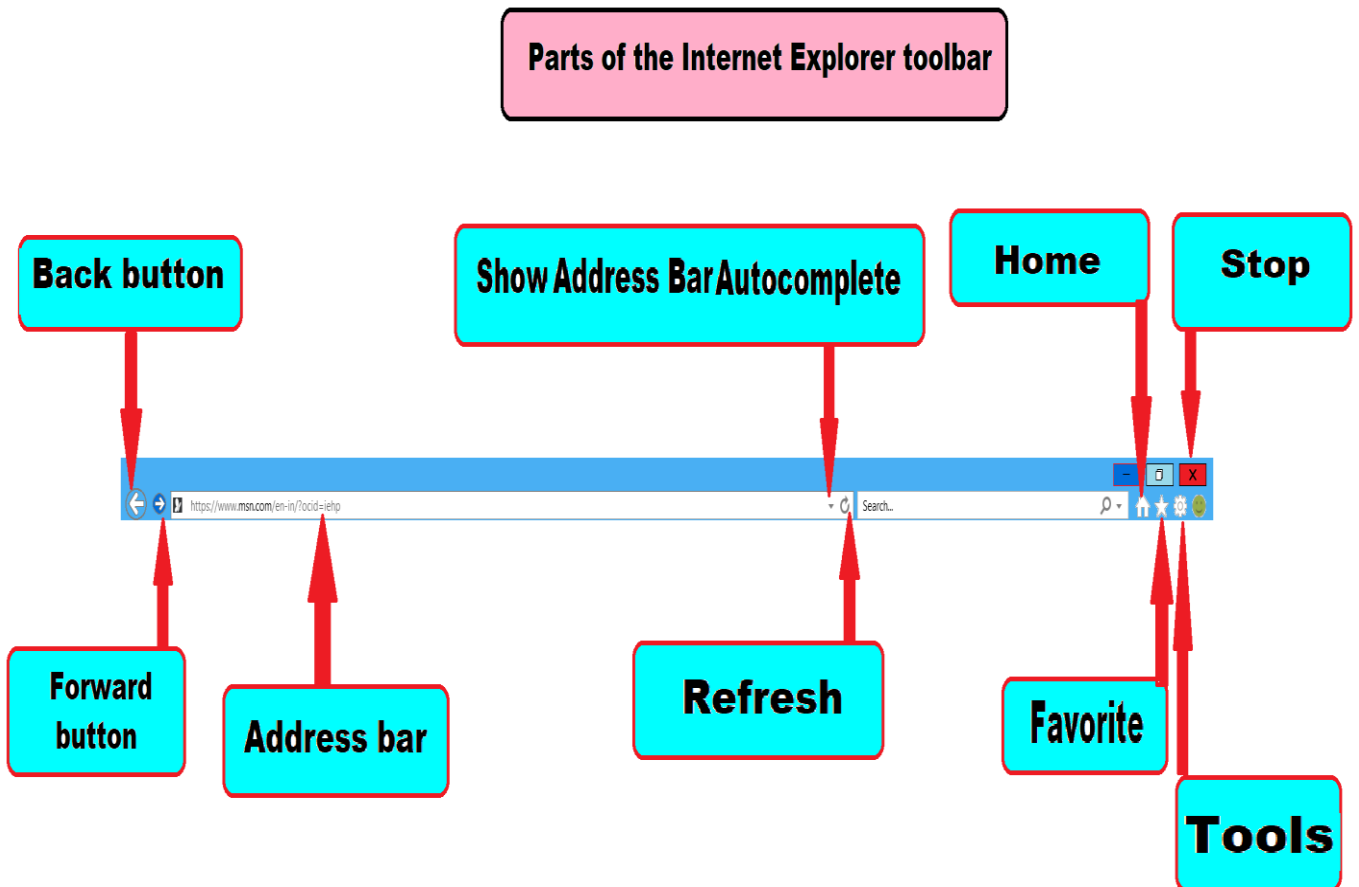 Parts of the Internet Explorer toolbar
Back button
Show Address Bar Autocomplete
Home
Stop
X
https://www.msn.com/en-in/?ocid=iehp
Search...
Forward
button
Address bar
Refresh
Favorite
Tools